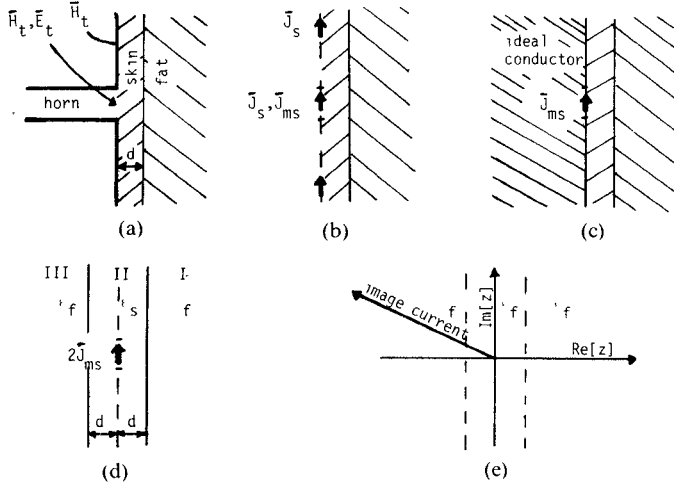 H̄t,Ēt
H̄t
horn
skin
fat
d
(a)
J̄s
J̄s,J̄ms
(b)
ideal
conductor
J̄ms
(c)
III II I
f s f
2J̄ms
d d
(d)
image current
f f f
Im[z]
Re[z]
(e)